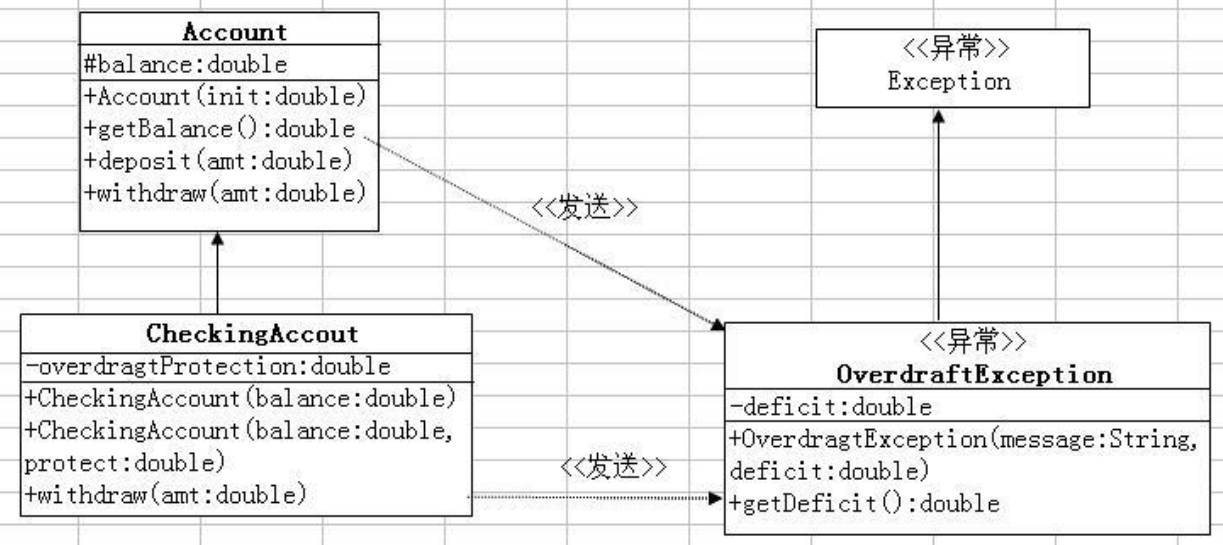 Account
#balance:double
+Account(init:double)
+getBalance():double
+deposit(amt:double)
+withdraw(amt:double)
<<异常>>
Exception
<<发送>>
CheckingAccout
-overdragtProtection:double
+CheckingAccount(balance:double)
+CheckingAccount(balance:double,
protect:double)
+withdraw(amt:double)
<<发送>>
<<异常>>
OverdraftException
-deficit:double
+OverdragtException(message:String,
deficit:double)
+getDeficit():double